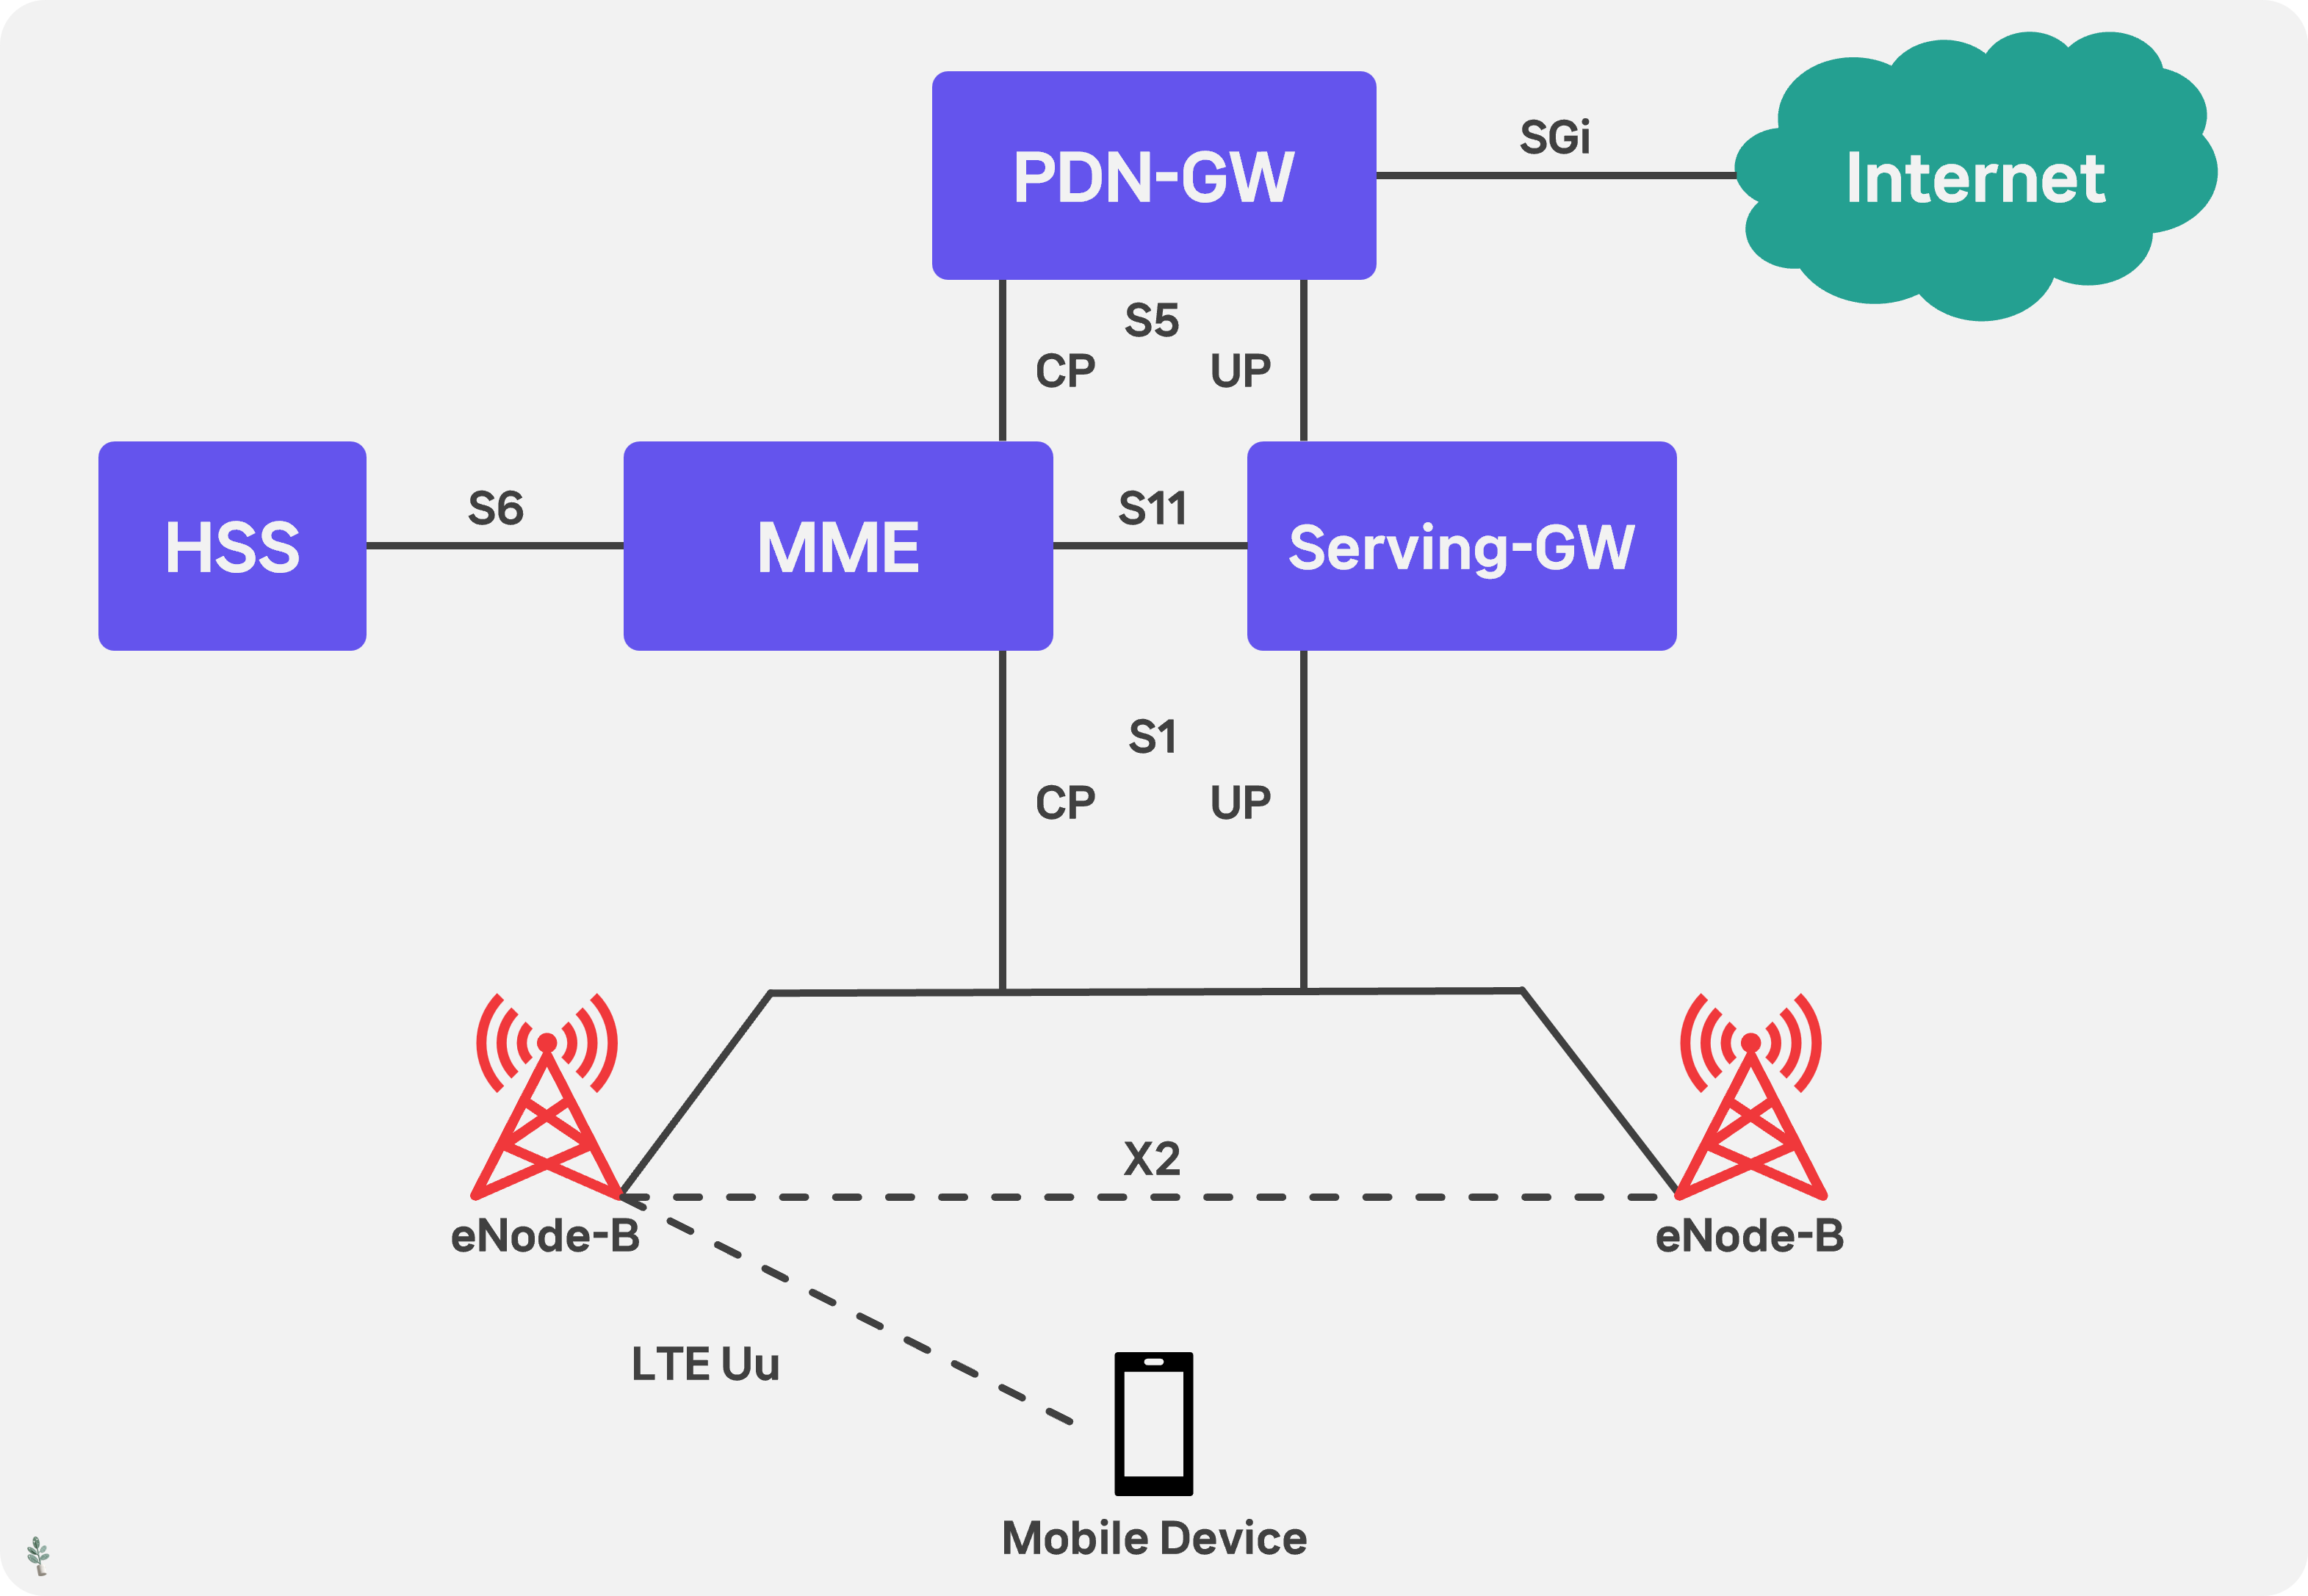 PDN-GW
SGi
Internet
S5
CP
UP
HSS
S6
MME
S11
Serving-GW
S1
CP
UP
X2
eNode-B
eNode-B
LTE Uu
Mobile Device